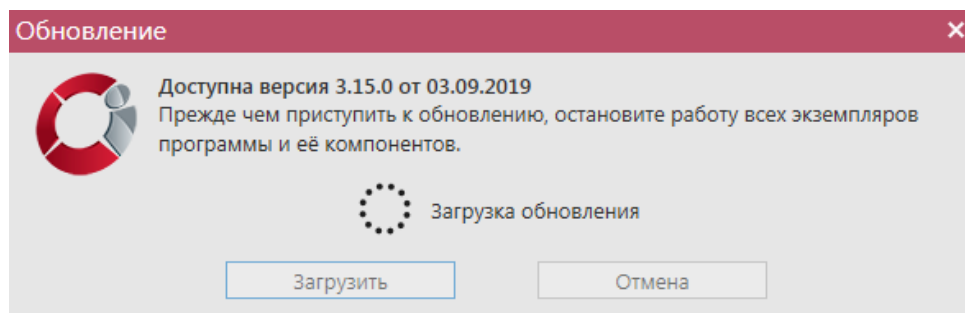 Обновление
Доступна версия 3.15.0 от 03.09.2019
Прежде чем приступить к обновлению, остановите работу всех экземпляров
программы и её компонентов.
Загрузка обновления
Загрузить Отмена